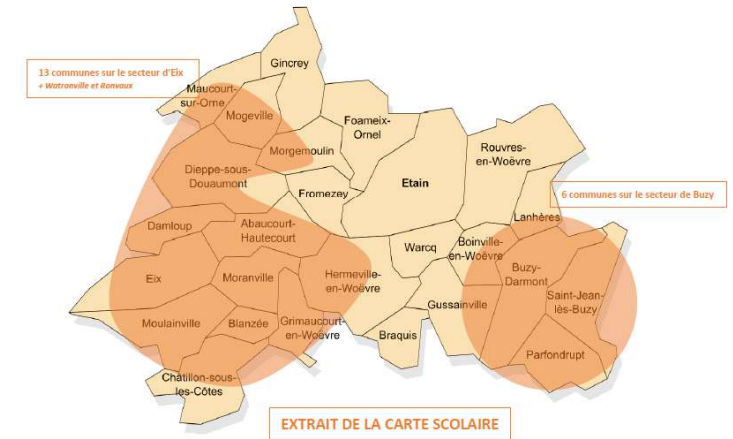 13 communes sur le secteur d'Eix
+ Watronville et Ronvaux
Gincrey
Maucourt-
sur-Orne
Mogeville
Foameix-
Ornel
Rouvres-
en-Woëvre
Morgemoulin
Dieppe-sous-
Douaumont
Fromezey
Etain
6 communes sur le secteur de Buzy
Lanhères
Damloup
Abaucourt-
Hautecourt
Warcq
Boinville-
en-Woëvre
Eix
Moranville
Hermeville-
en-Woëvre
Buzy-
Darmont
Saint-Jean-
lès-Buzy
Gussainville
Moulainville
Blanzée
Grimaucourt-
en-Woëvre
Braquis
Parfondrupt
Châtillon-sous-
les-Côtes
EXTRAIT DE LA CARTE SCOLAIRE